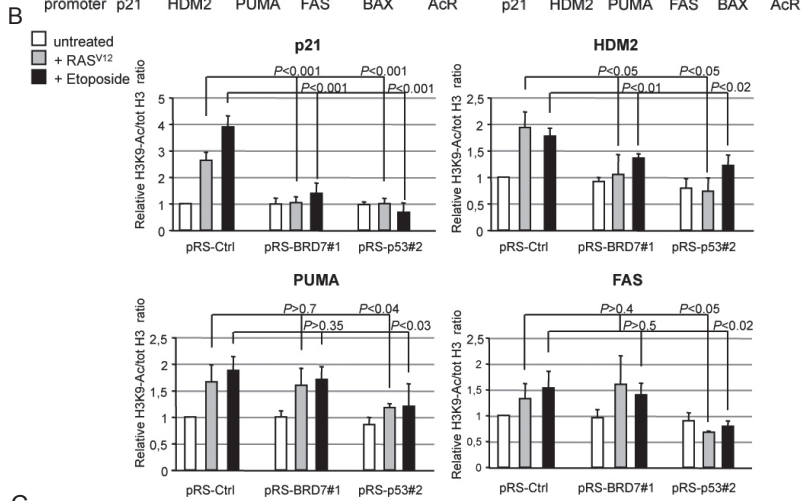 promoter p21 HDM2 PUMA FAS BAX AcR p21 HDM2 PUMA FAS BAX AcR
B
untreated
+ RASV12
+ Etoposide
p21
P<0.001 P<0.001
P<0.001 P<0.001
Relative H3K9-Ac/tot H3 ratio
5
4
3
2
1
0
pRS-Ctrl pRS-BRD7#1 pRS-p53#2
HDM2
P<0.05 P<0.05
P<0.01 P<0.02
Relative H3K9-Ac/tot H3 ratio
2,5
2
1,5
1
0,5
0
pRS-Ctrl pRS-BRD7#1 pRS-p53#2
PUMA
P>0.7 P<0.04
P>0.35 P<0.03
Relative H3K9-Ac/tot H3 ratio
2,5
2
1,5
1
0,5
0
pRS-Ctrl pRS-BRD7#1 pRS-p53#2
FAS
P>0.4 P<0.05
P>0.5 P<0.02
Relative H3K9-Ac/tot H3 ratio
2,5
2
1,5
1
0,5
0
pRS-Ctrl pRS-BRD7#1 pRS-p53#2